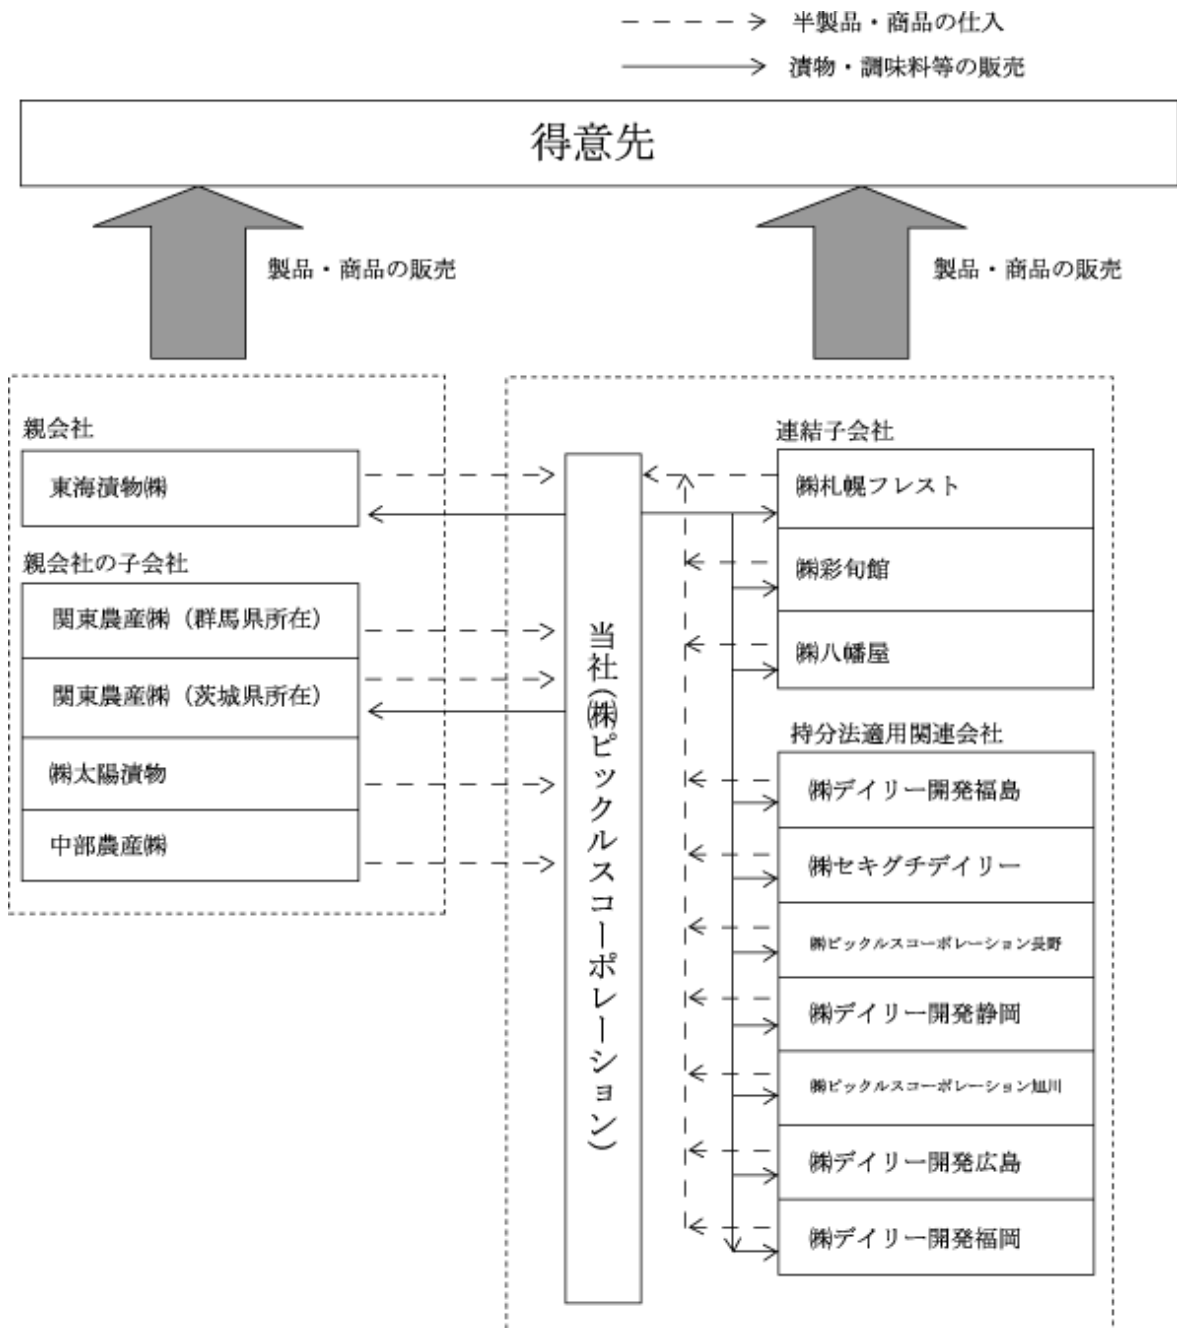 半製品・商品の仕入
漬物・調味料等の販売
得意先
製品・商品の販売
製品・商品の販売
親会社
東海漬物㈱
親会社の子会社
関東農産㈱（群馬県所在）
関東農産㈱（茨城県所在）
㈱太陽漬物
中部農産㈱
当社（㈱ピックルスコーポレーション）
連結子会社
㈱札幌フレスト
㈱彩旬館
㈱八幡屋
持分法適用関連会社
㈱デイリー開発福島
㈱セキグチデイリー
㈱ピックルスコーポレーション長野
㈱デイリー開発静岡
㈱ピックルスコーポレーション旭川
㈱デイリー開発広島
㈱デイリー開発福岡